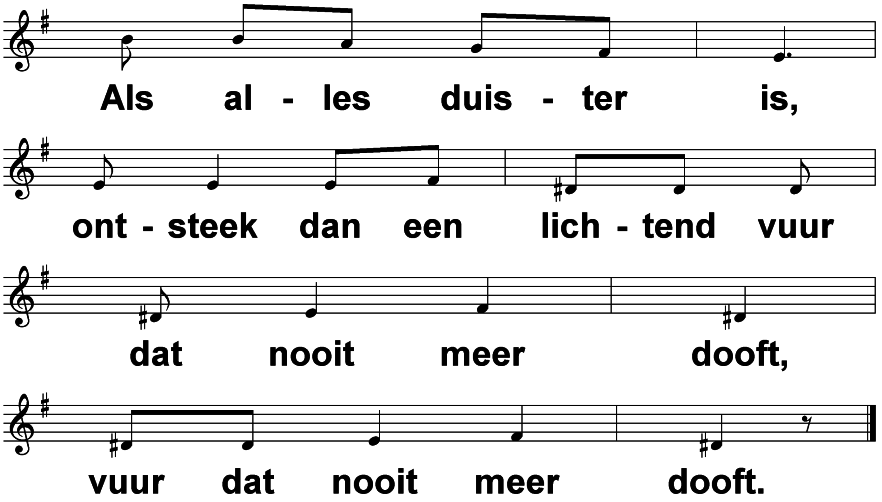 Als al - les duis - ter is,
ont - steek dan een lich - tend vuur
dat nooit meer dooft,
vuur dat nooit meer dooft.